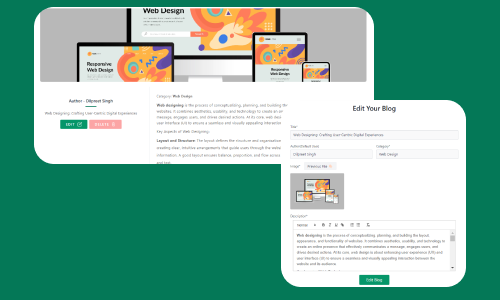 Web Design
Responsive
Web Design
Responsive
Web Design
Author - Dilpreet Singh
Web Designing: Crafting User-Centric Digital Experiences
EDIT
DELETE
Category: Web Design
Web designing is the process of conceptualizing, planning, and building the
websites. It combines aesthetics, usability, and technology to create an on
message, engages users, and drives desired actions. At its core, web desi
user interface (UI) to ensure a seamless and visually appealing interaction
Key Aspects of Web Designing:
Layout and Structure: The layout defines the structure and organization
creating clear, intuitive arrangements that guide users through the website
information. A good layout ensures balance, proportion, and flow across
Edit Your Blog
Title*
Web Designing: Crafting User-Centric Digital Experiences
Category*
Dilpreet Singh
Web Design
Image*
Previous File
Description*
Normal
B I U
Web designing is the process of conceptualizing, planning, and building the layout,
appearance, and functionality of websites. It combines aesthetics, usability, and technology to
create an online presence that effectively communicates a message, engages users, and
drives desired actions. At its core, web design is about enhancing user experience (UX) and
user interface (UI) to ensure a seamless and visually appealing interaction between the
website and its audience.
Edit Blog